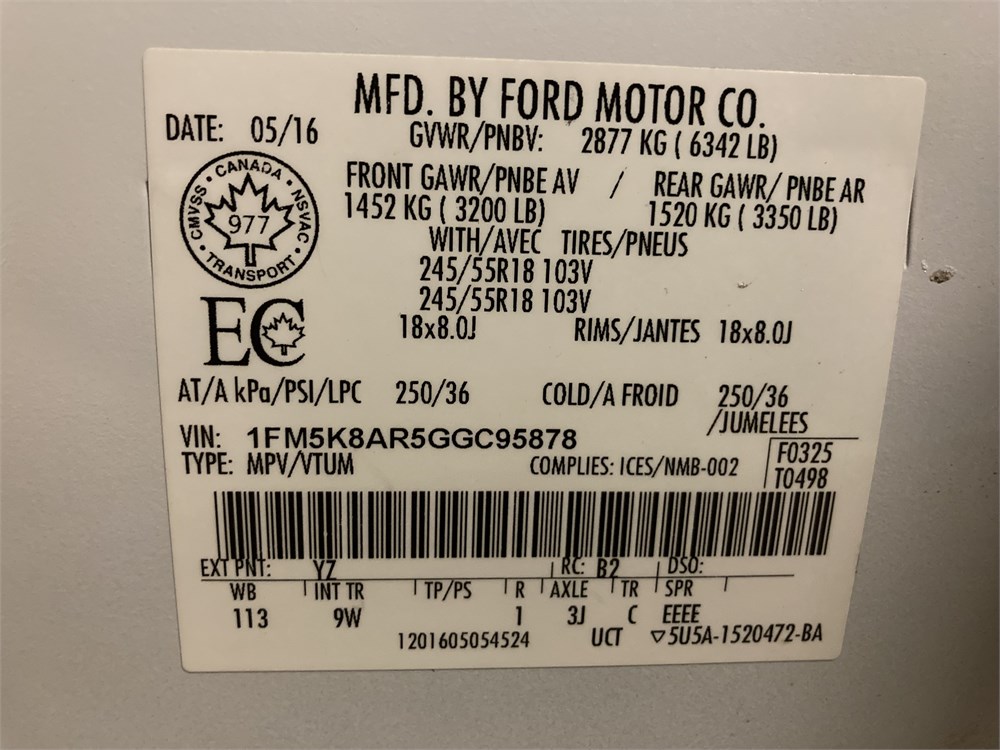 MFD. BY FORD MOTOR CO.
DATE: 05/16 GVWR/PNBV: 2877 KG ( 6342 LB)
FRONT GAWR/PNBE AV / REAR GAWR/ PNBE AR
1452 KG ( 3200 LB) 1520 KG ( 3350 LB)
WITH/AVEC TIRES/PNEUS
245/55R18 103V
245/55R18 103V
18x8.0J RIMS/JANTES 18x8.0J
CMVSS • CANADA • NSVAC • TRANSPORT •
977
EC
AT/A kPa/PSI/LPC 250/36 COLD/A FROID 250/36
/JUMELEES
VIN: 1FM5K8AR5GGC95878
TYPE: MPV/VTUM COMPLIES: ICES/NMB-002
F0325
T0498
EXT PNT: YZ RC: B2 DSO:
WB INT TR TP/PS R AXLE TR SPR
113 9W 1 3J C EEEE
1201605054524 UCT ▽5U5A-1520472-BA